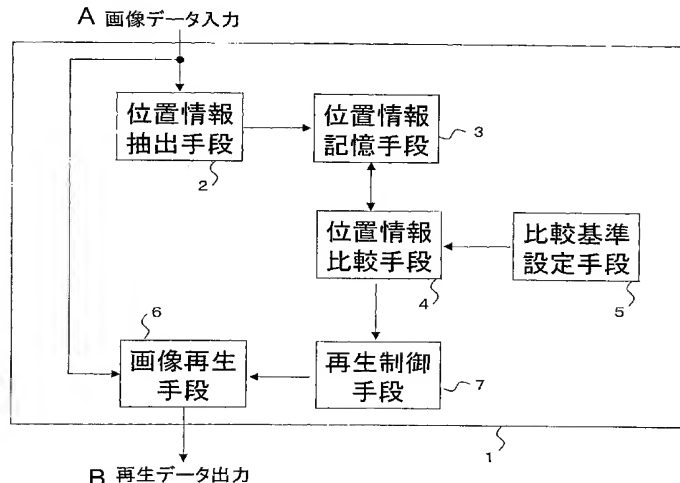 A 画像データ入力
位置情報
抽出手段
2
位置情報
記憶手段
3
位置情報
比較手段
4
比較基準
設定手段
5
6
画像再生
手段
再生制御
手段
7
1
B 再生データ出力